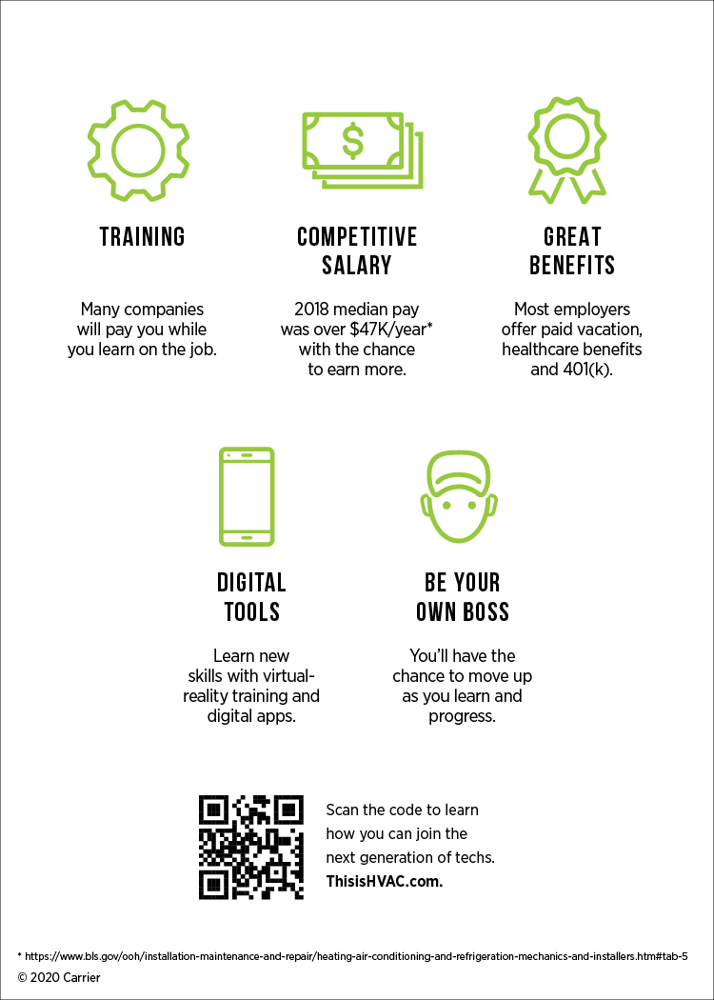 TRAINING
Many companies
will pay you while
you learn on the job.
COMPETITIVE
SALARY
2018 median pay
was over $47K/year*
with the chance
to earn more.
GREAT
BENEFITS
Most employers
offer paid vacation,
healthcare benefits
and 401(k).
DIGITAL
TOOLS
Learn new
skills with virtual-
reality training and
digital apps.
BE YOUR
OWN BOSS
You’ll have the
chance to move up
as you learn and
progress.
Scan the code to learn
how you can join the
next generation of techs.
ThisisHVAC.com.
* https://www.bls.gov/ooh/installation-maintenance-and-repair/heating-air-conditioning-and-refrigeration-mechanics-and-installers.htm#tab-5
© 2020 Carrier